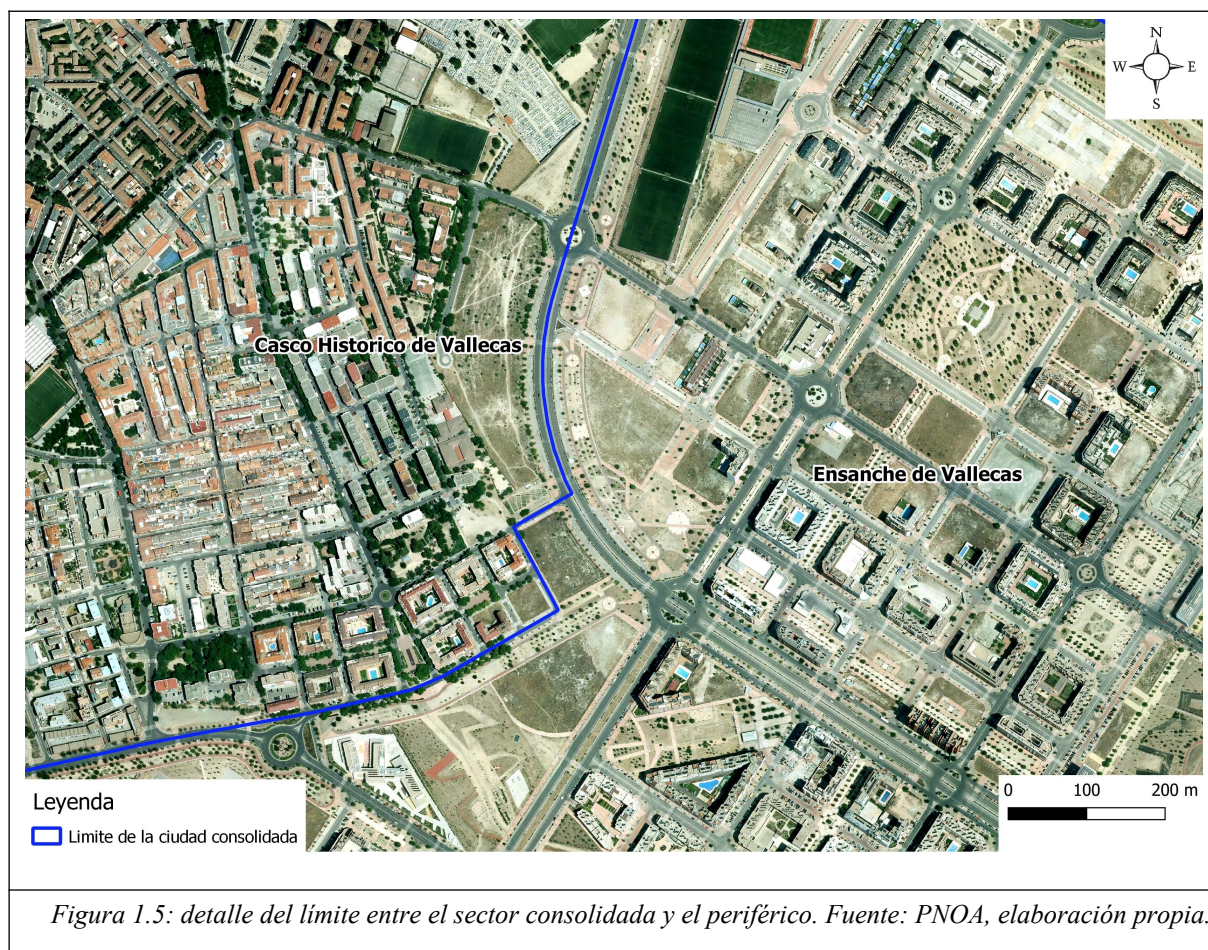 N
W E
S
Casco Historico de Vallecas
Ensanche de Vallecas
Leyenda
Limite de la ciudad consolidada
0 100 200 m
Figura 1.5: detalle del límite entre el sector consolidada y el periférico. Fuente: PNOA, elaboración propia.